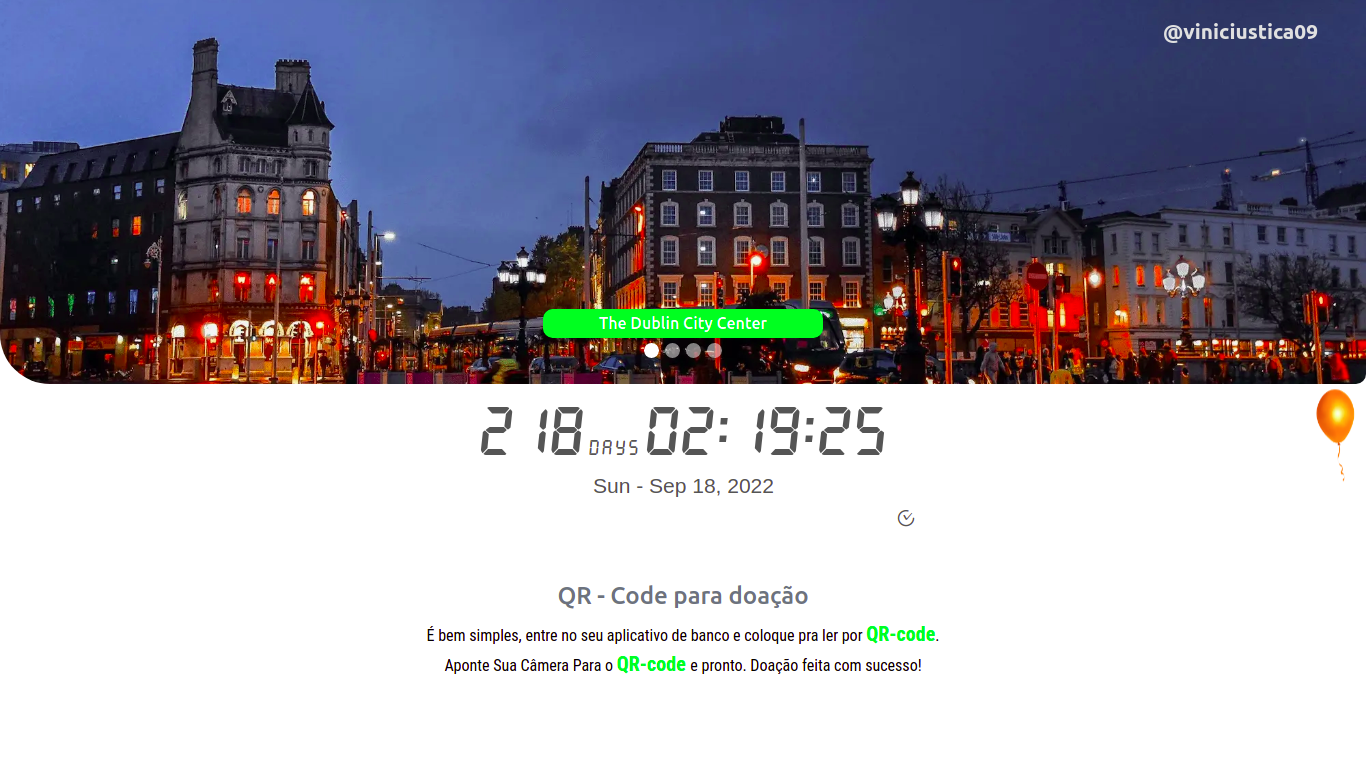 @viniciustica09
The Dublin City Center
218 DAYS 02:19:25
Sun - Sep 18, 2022
QR - Code para doação
É bem simples, entre no seu aplicativo de banco e coloque pra ler por QR-code.
Aponte Sua Câmera Para o QR-code e pronto. Doação feita com sucesso!